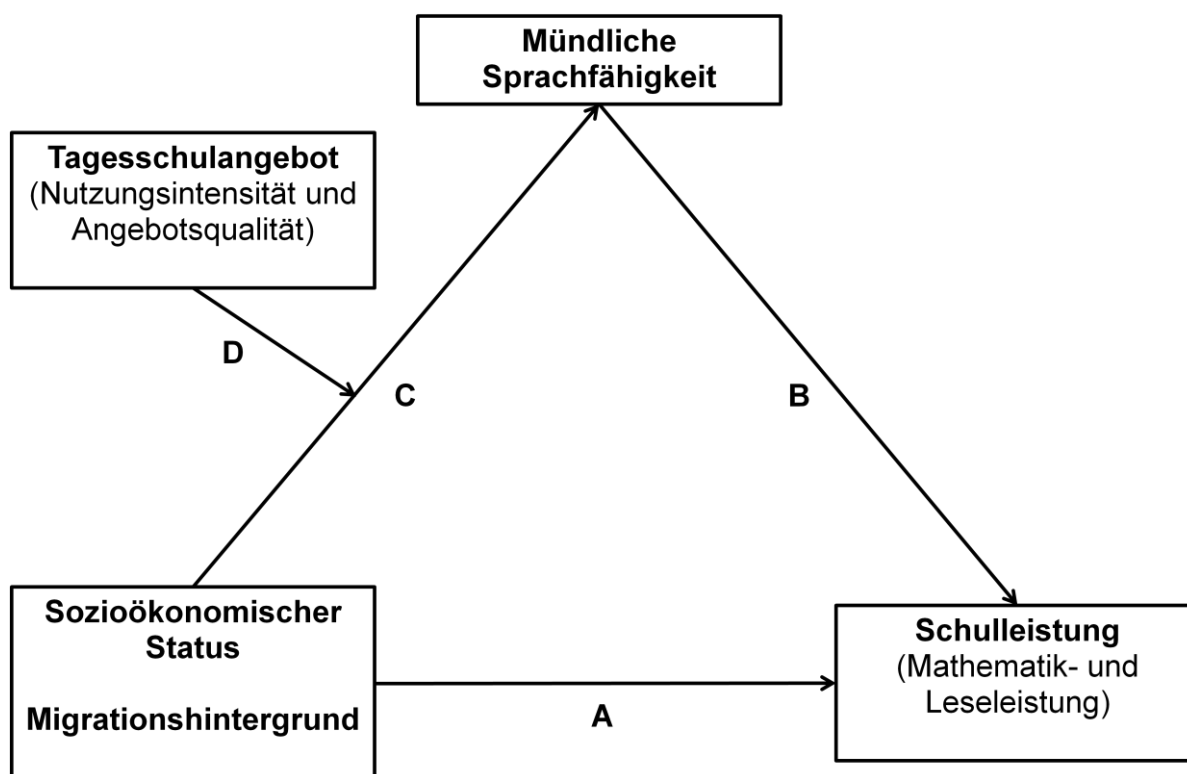 Mündliche
Sprachfähigkeit
Tagesschulangebot
(Nutzungsintensität und
Angebotsqualität)
D
C
B
Sozioökonomischer
Status
Migrationshintergrund
A
Schulleistung
(Mathematik- und
Leseleistung)